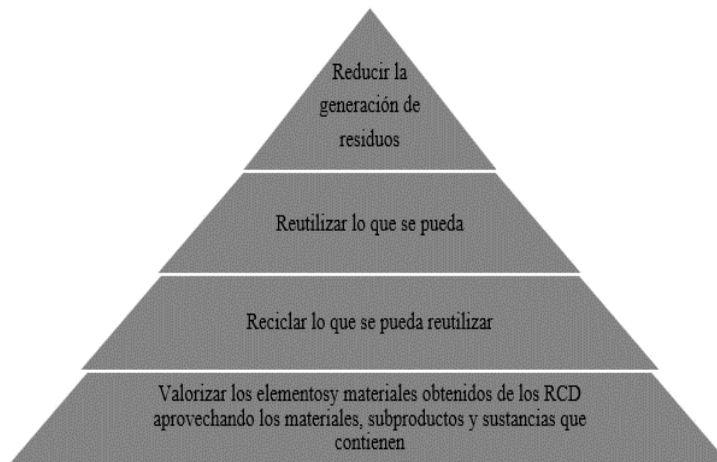 Reducir la
generación de
residuos
Reutilizar lo que se pueda
Reciclar lo que se pueda reutilizar
Valorizar los elementosy materiales obtenidos de los RCD
aprovechando los materiales, subproductos y sustancias que
contienen